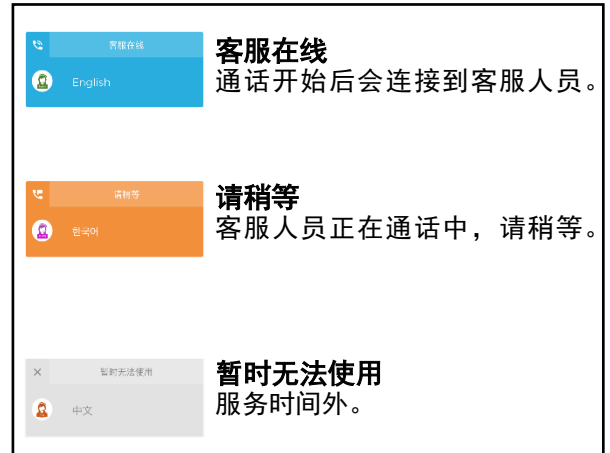 客服在线
English
客服在线
通话开始后会连接到客服人员。
请稍等
한국어
请稍等
客服人员正在通话中，请稍等。
暂时无法使用
中文
暂时无法使用
服务时间外。